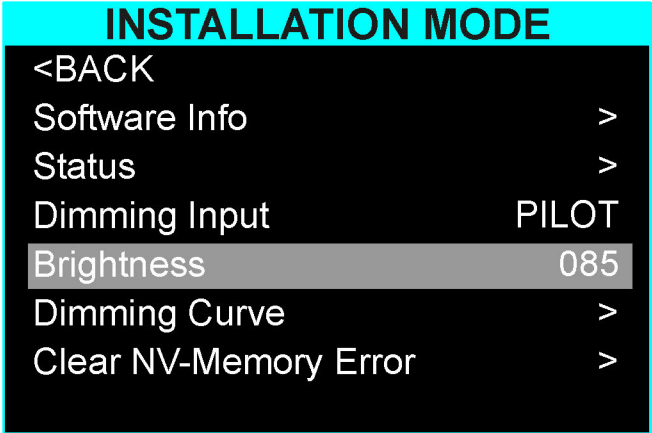 INSTALLATION MODE
<BACK
Software Info >
Status >
Dimming Input PILOT
Brightness 085
Dimming Curve >
Clear NV-Memory Error >